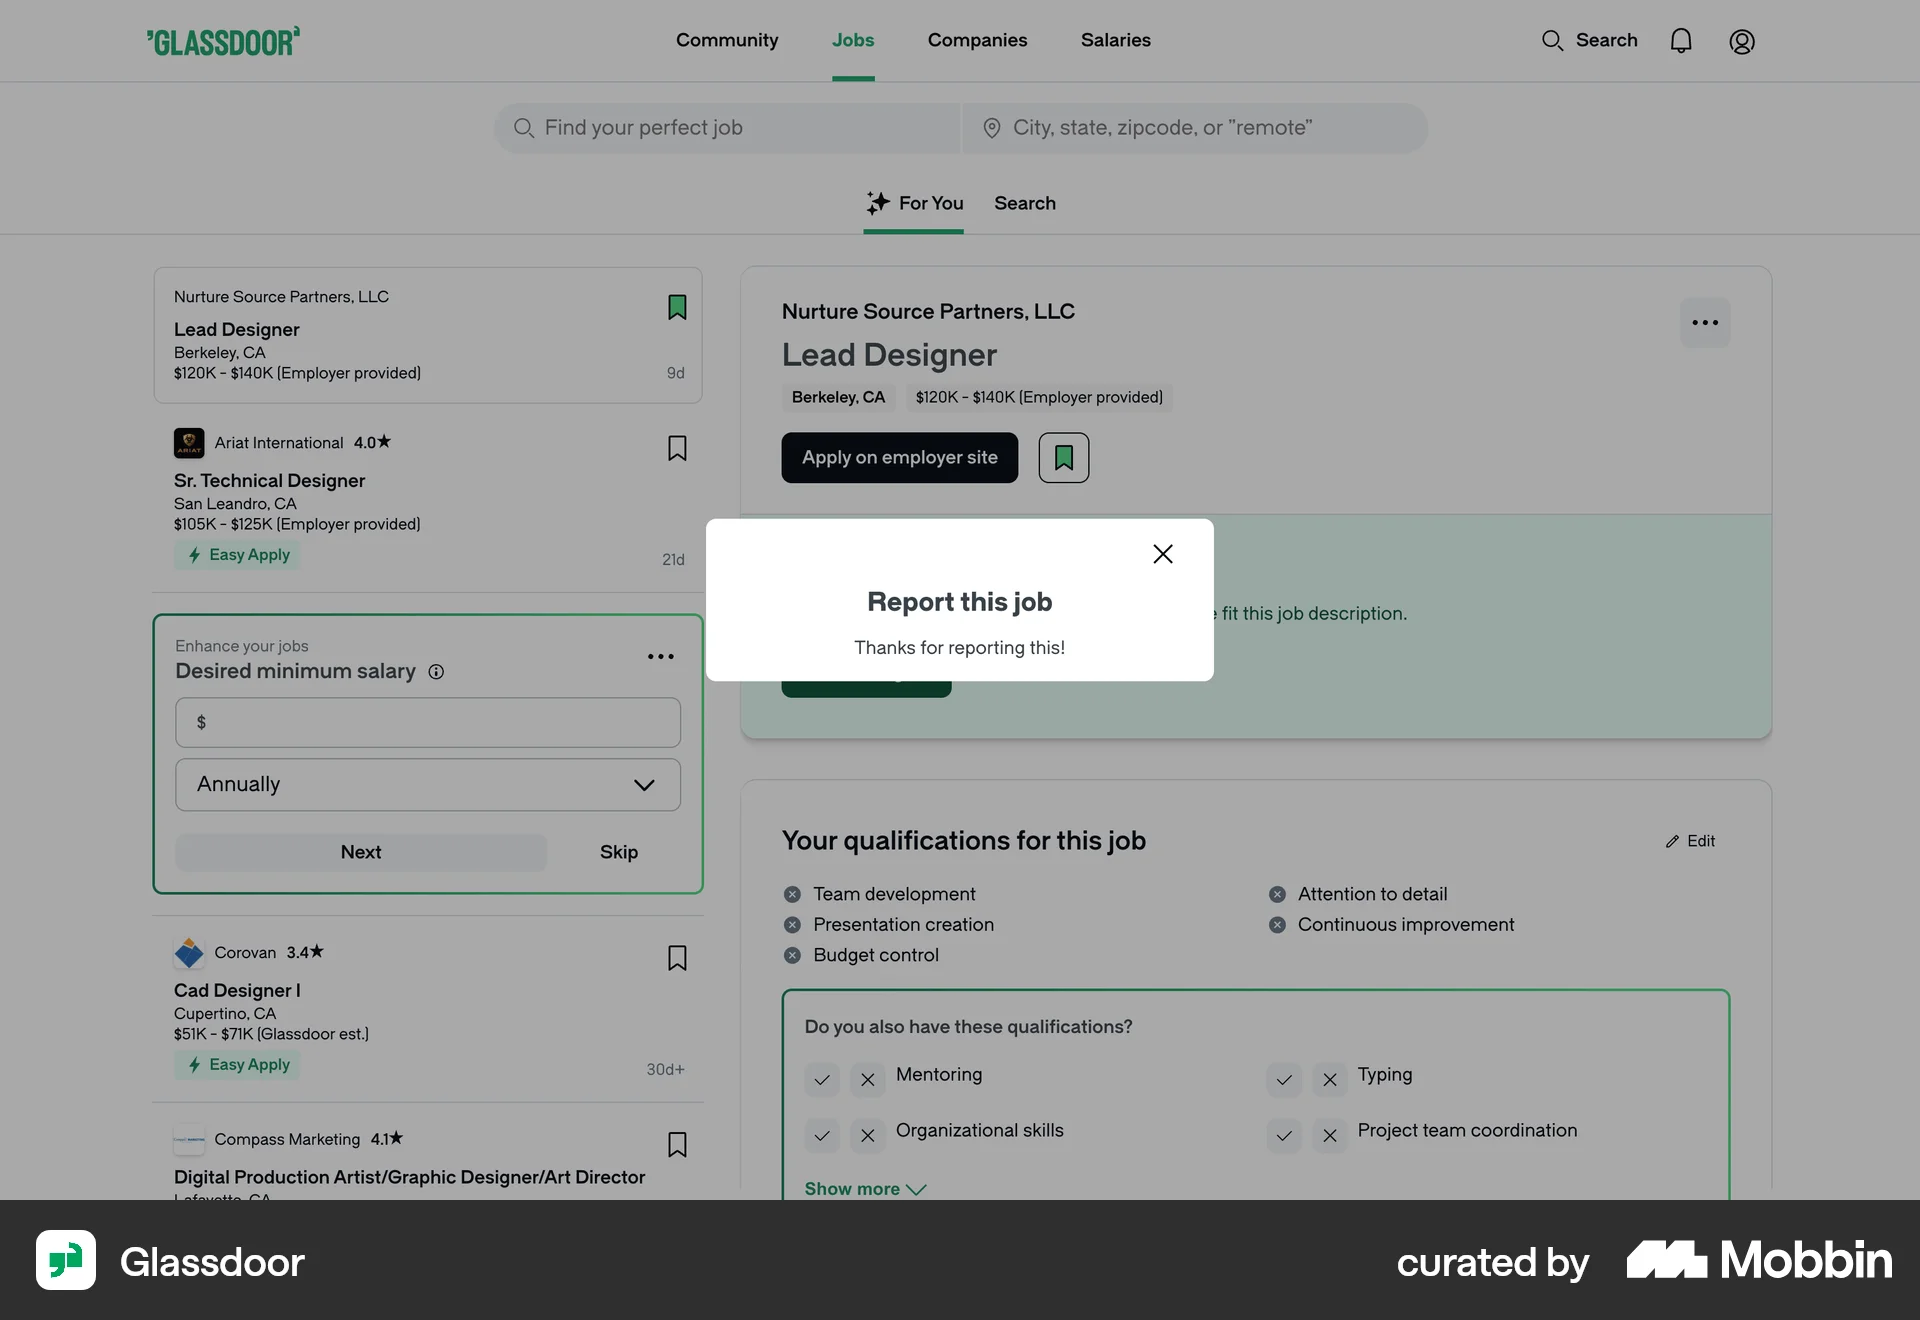 GLASSDOOR
Community
Jobs
Companies
Salaries
Search
Find your perfect job
City, state, zipcode, or "remote"
For You
Search
Nurture Source Partners, LLC
Lead Designer
Berkeley, CA
$120K - $140K (Employer provided)
9d
ARIAT
Ariat International 4.0★
Sr. Technical Designer
San Leandro, CA
$105K - $125K (Employer provided)
Easy Apply
21d
Enhance your jobs
Desired minimum salary
$
Annually
Next
Skip
Corovan 3.4★
Cad Designer I
Cupertino, CA
$51K - $71K (Glassdoor est.)
Easy Apply
30d+
Compass Marketing 4.1★
Digital Production Artist/Graphic Designer/Art Director
Lafayette, CA
Nurture Source Partners, LLC
Lead Designer
Berkeley, CA
$120K - $140K (Employer provided)
Apply on employer site
Report this job
Thanks for reporting this!
fit this job description.
Your qualifications for this job
Edit
Team development
Attention to detail
Presentation creation
Continuous improvement
Budget control
Do you also have these qualifications?
Mentoring
Typing
Organizational skills
Project team coordination
Show more
Glassdoor
curated by
Mobbin